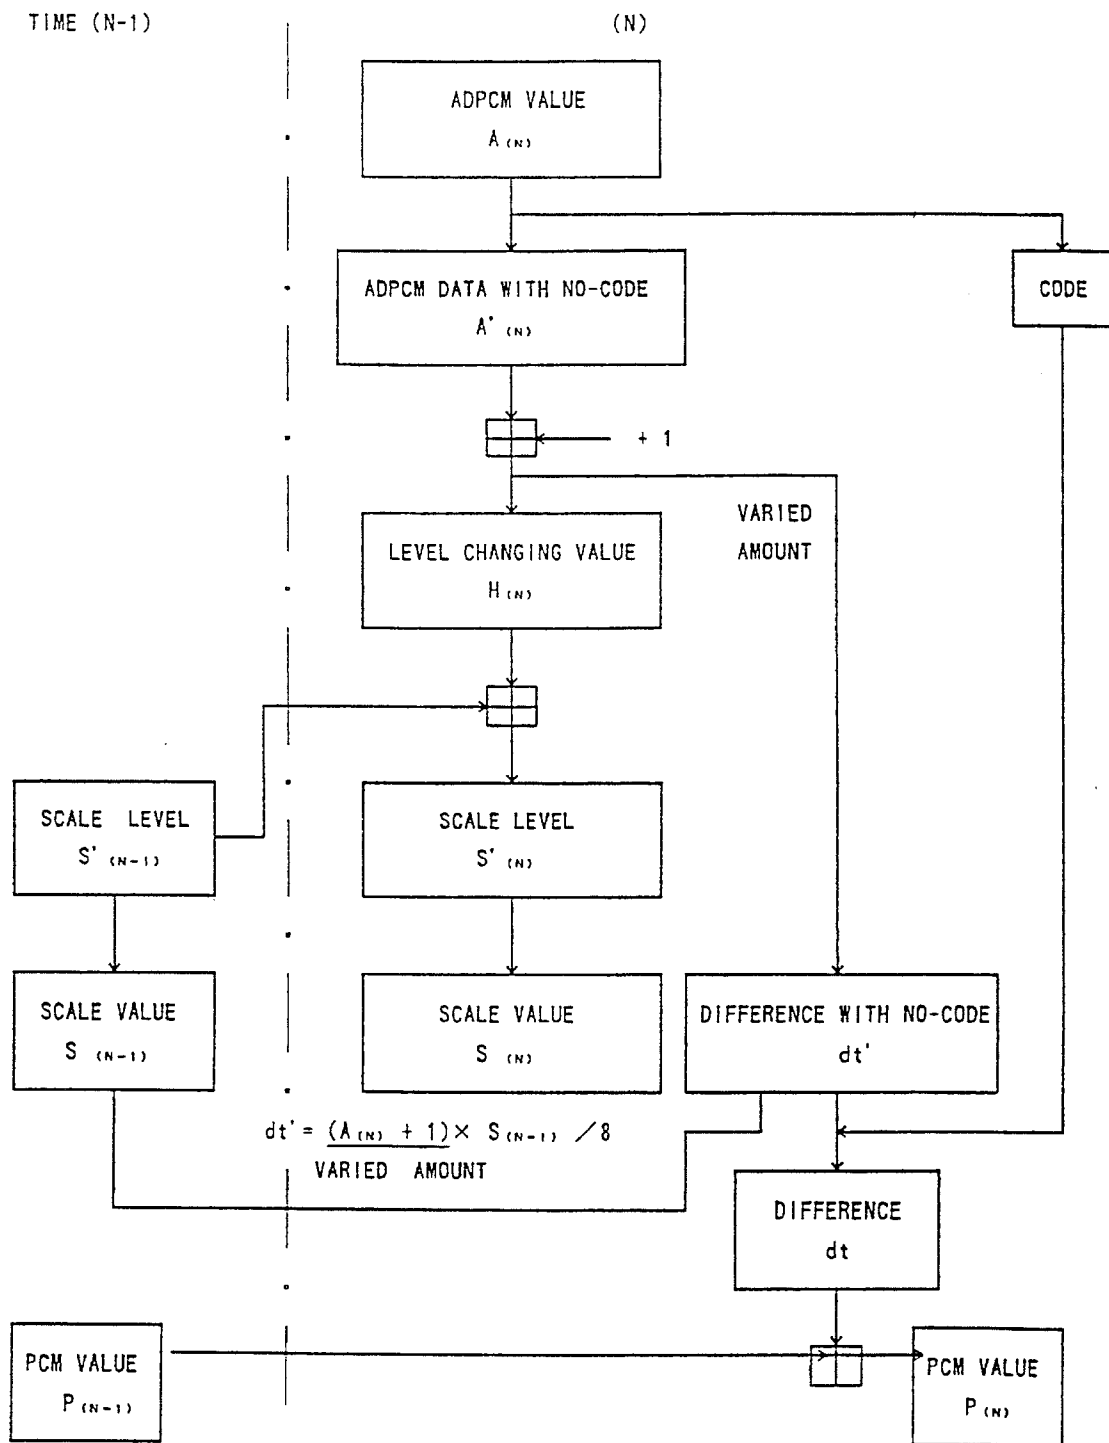 TIME (N-1)
(N)
ADPCM VALUE
A (N)
ADPCM DATA WITH NO-CODE
A' (N)
CODE
+ 1
VARIED
AMOUNT
LEVEL CHANGING VALUE
H (N)
SCALE LEVEL
S' (N-1)
SCALE LEVEL
S' (N)
SCALE VALUE
S (N-1)
SCALE VALUE
S (N)
DIFFERENCE WITH NO-CODE
dt'
dt' = (A(N) + 1) × S(N-1) /8
VARIED AMOUNT
DIFFERENCE
dt
PCM VALUE
P (N-1)
PCM VALUE
P (N)